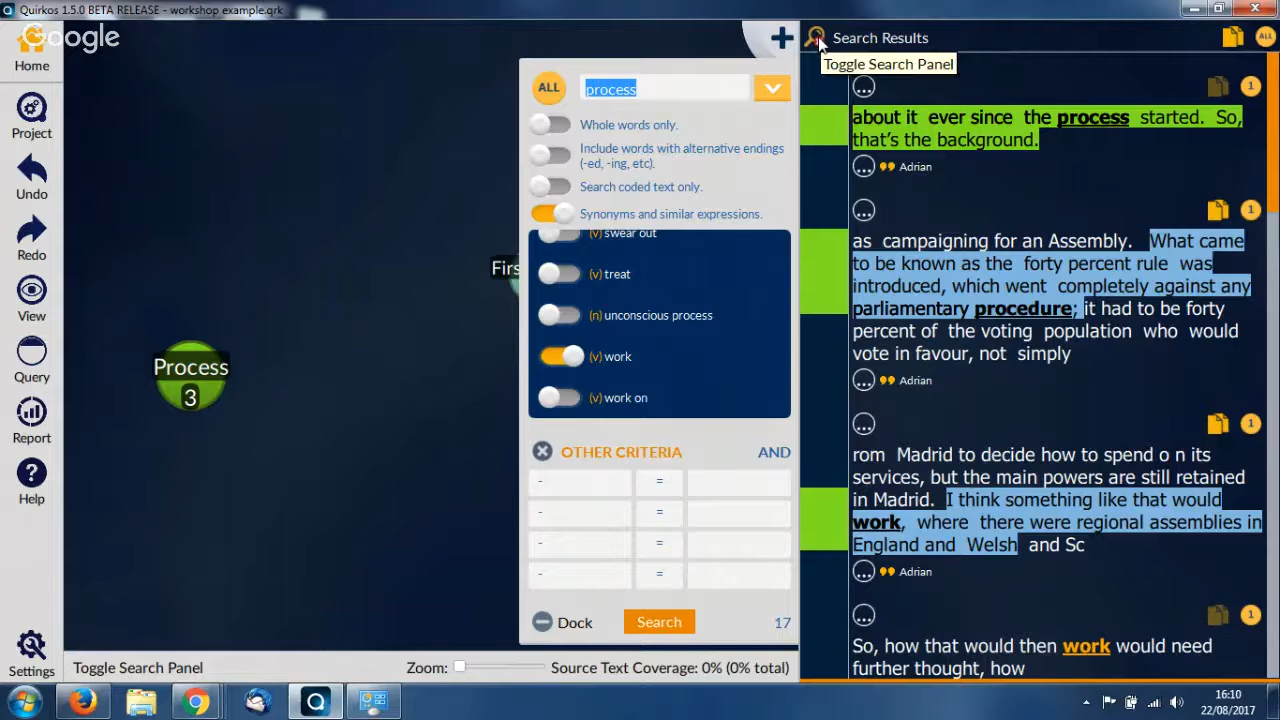 Quirkos 1.5.0 BETA RELEASE - workshop example.qrk
Google
Home
Project
Undo
Redo
View
Query
Report
Help
Settings
Process
3
Firs
ALL
process
Whole words only.
Include words with alternative endings
(-ed, -ing, etc).
Search coded text only.
Synonyms and similar expressions.
(v) swear out
(v) treat
(n) unconscious process
(v) work
(v) work on
OTHER CRITERIA AND
- =
- =
- =
- =
Dock Search 17
Search Results ALL
Toggle Search Panel
... 1
about it ever since the process started. So,
that's the background.
... Adrian
... 1
as campaigning for an Assembly. What came
to be known as the forty percent rule was
introduced, which went completely against any
parliamentary procedure; it had to be forty
percent of the voting population who would
vote in favour, not simply
... Adrian
... 1
rom Madrid to decide how to spend o n its
services, but the main powers are still retained
in Madrid. I think something like that would
work, where there were regional assemblies in
England and Welsh and Sc
... Adrian
... 1
So, how that would then work would need
further thought, how
Toggle Search Panel Zoom: Source Text Coverage: 0% (0% total)
16:10
22/08/2017